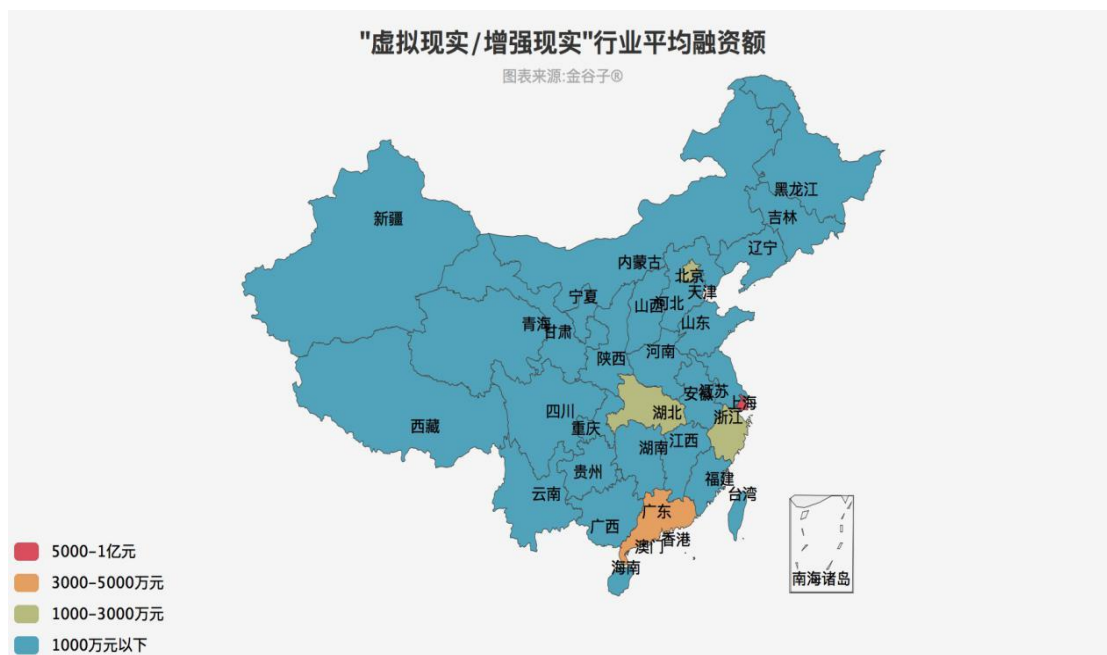 "虚拟现实/增强现实"行业平均融资额
图表来源:金谷子®
黑龙江
吉林
新疆
辽宁
内蒙古
北京
天津
宁夏
山西
河北
青海
甘肃
山东
陕西
河南
安徽
江苏
上海
四川
湖北
浙江
西藏
重庆
湖南
江西
贵州
福建
云南
台湾
广东
广西
澳门
香港
海南
南海诸岛
5000-1亿元
3000-5000万元
1000-3000万元
1000万元以下